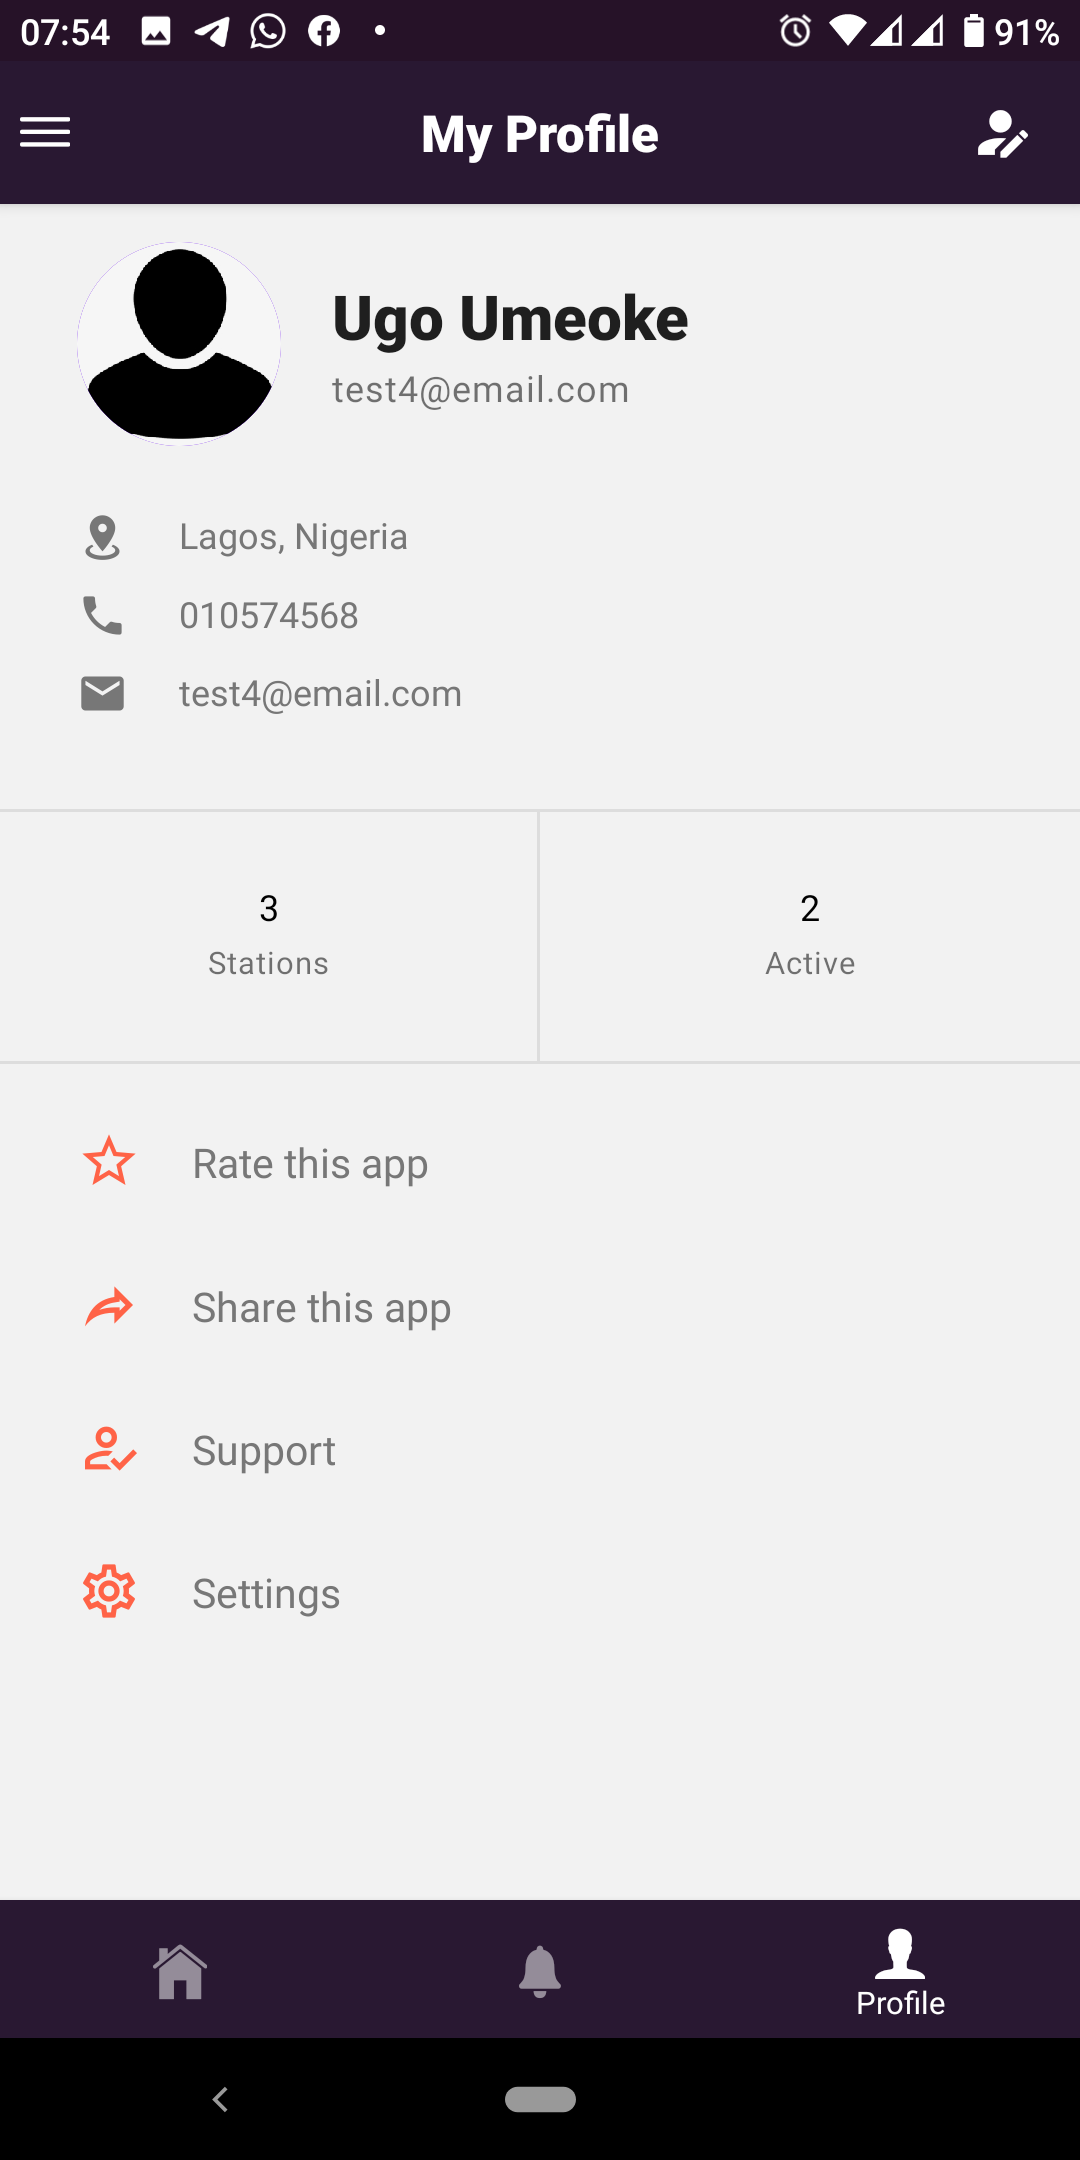 07:54 91%
My Profile
Ugo Umeoke
test4@email.com
Lagos, Nigeria
010574568
test4@email.com
3
Stations
2
Active
Rate this app
Share this app
Support
Settings
Profile